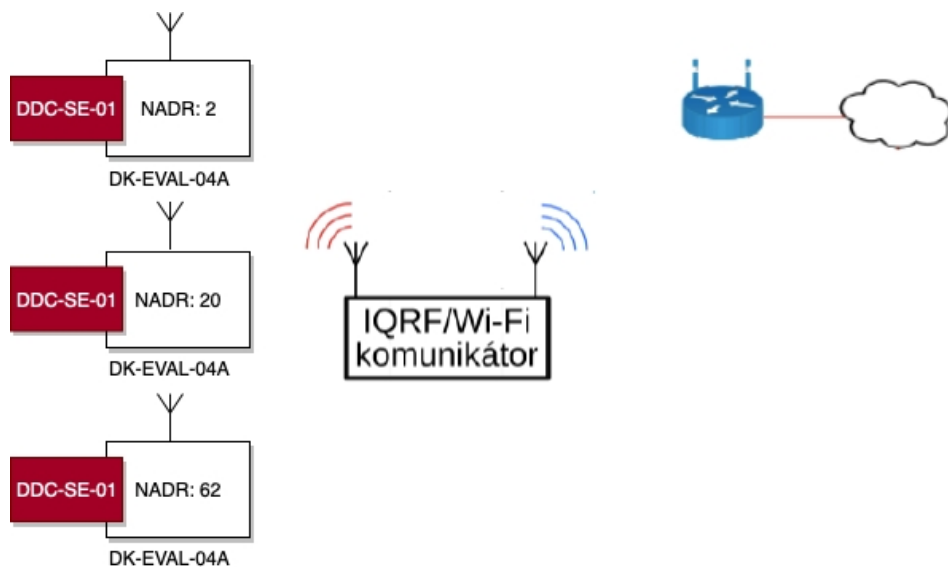 DDC-SE-01
NADR: 2
DK-EVAL-04A
DDC-SE-01
NADR: 20
DK-EVAL-04A
DDC-SE-01
NADR: 62
DK-EVAL-04A
IQRF/Wi-Fi
komunikátor